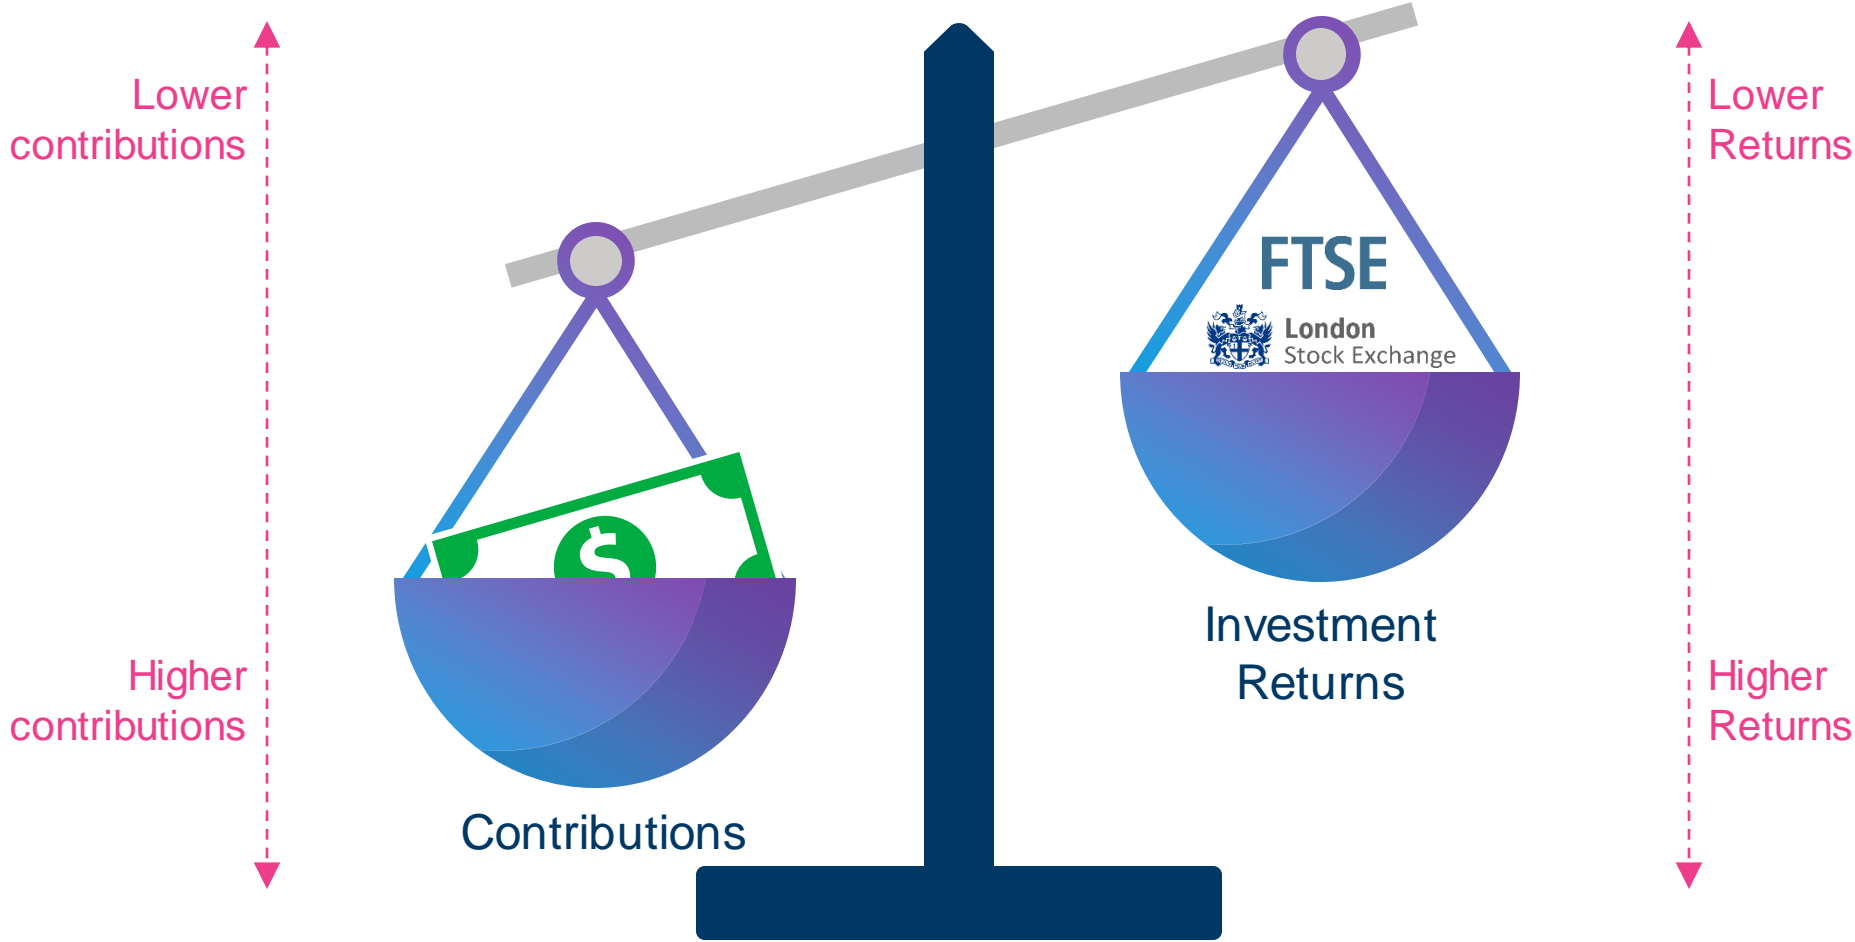 Lower
contributions
Higher
contributions
$
Contributions
FTSE
London
Stock Exchange
Investment
Returns
Lower
Returns
Higher
Returns